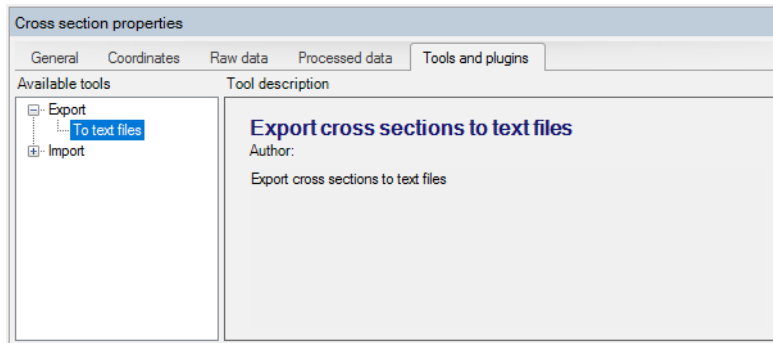 Cross section properties
General Coordinates Raw data Processed data Tools and plugins
Available tools Tool description
Export
To text files
Import
Export cross sections to text files
Author:
Export cross sections to text files